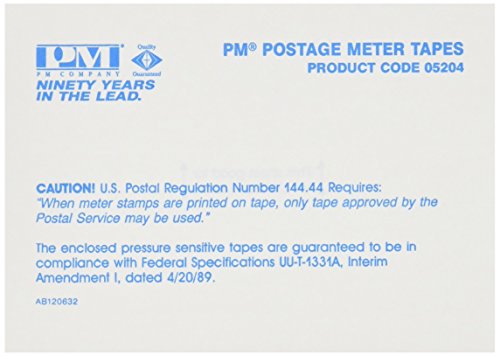 PM® POSTAGE METER TAPES
PRODUCT CODE 05204
PM®
PM COMPANY
Quality
Guaranteed
NINETY YEARS
IN THE LEAD.
CAUTION! U.S. Postal Regulation Number 144.44 Requires:
"When meter stamps are printed on tape, only tape approved by the
Postal Service may be used."
The enclosed pressure sensitive tapes are guaranteed to be in
compliance with Federal Specifications UU-T-1331A, Interim
Amendment I, dated 4/20/89.
AB120632